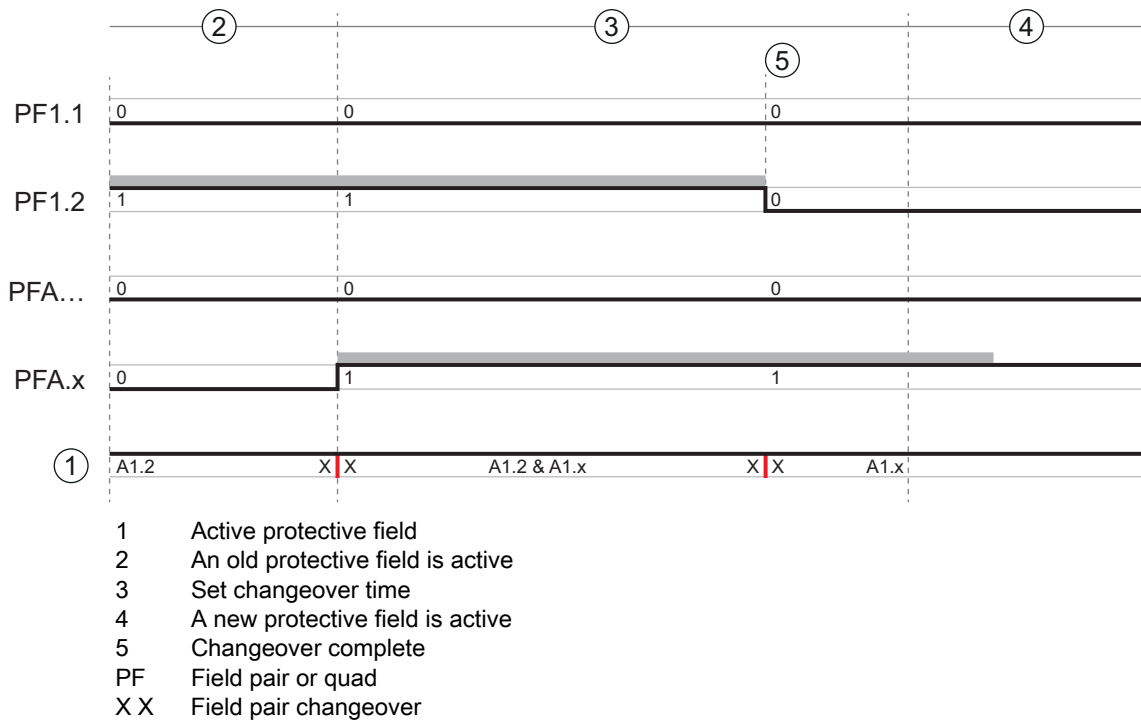 2 3 4
5
PF1.1 0 0 0
PF1.2 1 1 0
PFA… 0 0 0
PFA.x 0 1 1
1 A1.2 X X A1.2 & A1.x X X A1.x
1 Active protective field
2 An old protective field is active
3 Set changeover time
4 A new protective field is active
5 Changeover complete
PF Field pair or quad
X X Field pair changeover